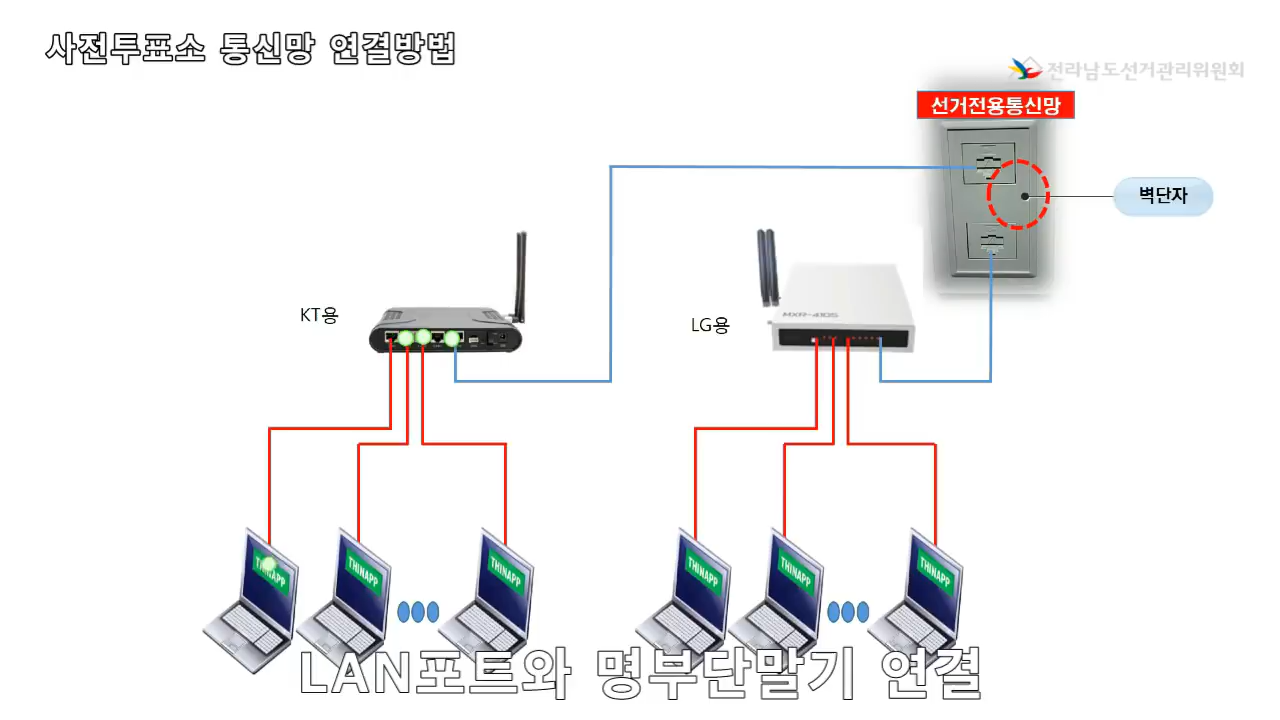 사전투표소 통신망 연결방법
전라남도선거관리위원회
선거전용통신망
벽단자
KT용
LG용
MXR-410S
THINAPP
THINAPP
THINAPP
THINAPP
THINAPP
THINAPP
LAN포트와 명부단말기 연결